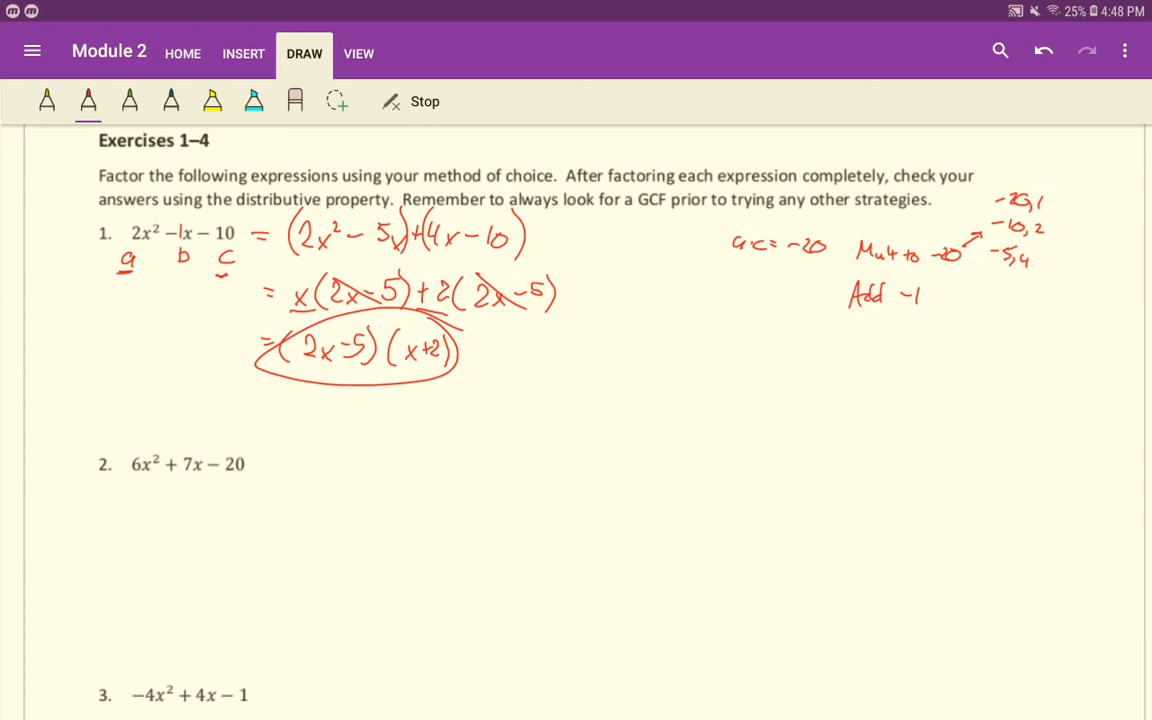 25% 4:48 PM
Module 2 HOME INSERT DRAW VIEW
Stop
Exercises 1–4
Factor the following expressions using your method of choice. After factoring each expression completely, check your
answers using the distributive property. Remember to always look for a GCF prior to trying any other strategies.
1. 2x² −1x − 10 = (2x² − 5x)+(4x − 10)
a b c
= x(2x−5) + 2(2x−5)
= (2x−5)(x+2)
a·c = −20 Mult to −20
−20,1
−10,2
−5,4
Add −1
2. 6x² + 7x − 20
3. −4x² + 4x − 1